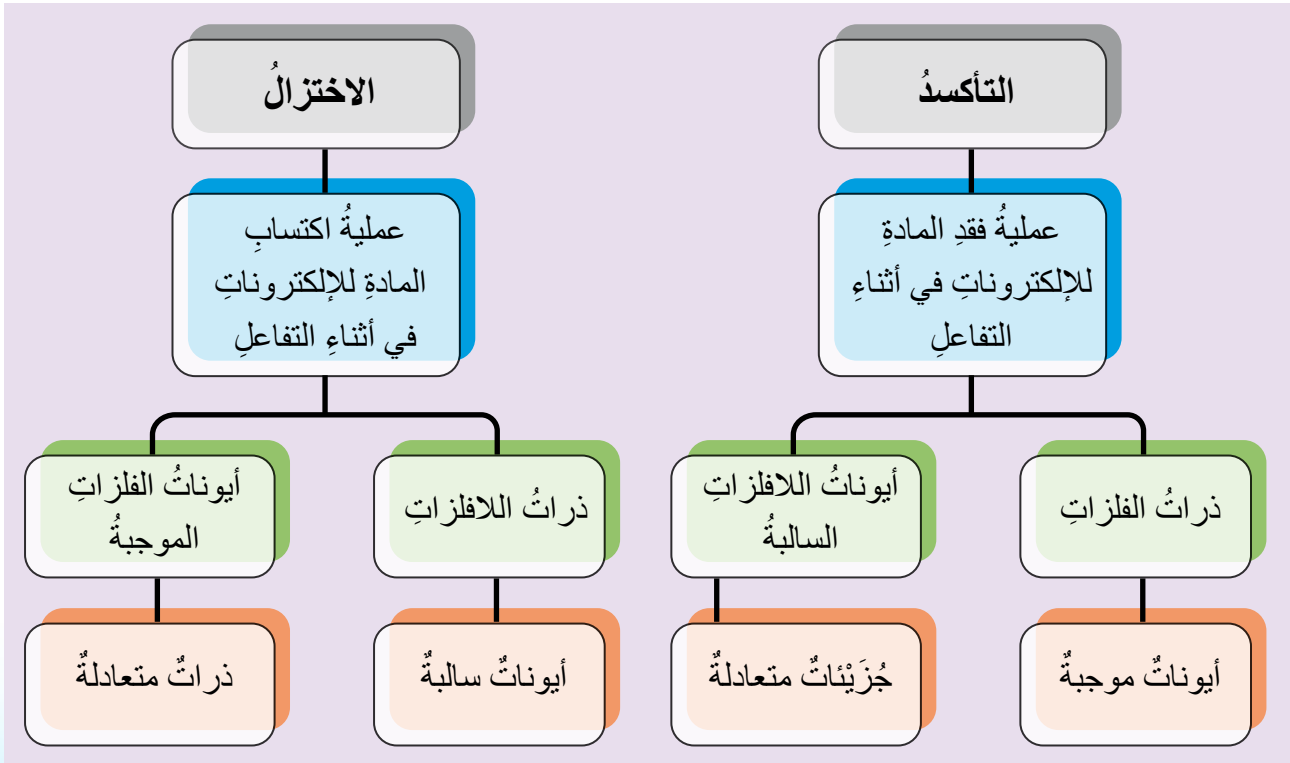 التأكسدُ
الاختزالُ
عمليةُ فقدِ المادةِ
للإلكتروناتِ في أثناءِ
التفاعلِ
عمليةُ اكتسابِ
المادةِ للإلكتروناتِ
في أثناءِ التفاعلِ
ذراتُ الفلزاتِ
أيوناتُ اللافلزاتِ
السالبةُ
ذراتُ اللافلزاتِ
أيوناتُ الفلزاتِ
الموجبةُ
أيوناتٌ موجبةٌ
جُزَيْئاتٌ متعادلةٌ
أيوناتٌ سالبةٌ
ذراتٌ متعادلةٌ